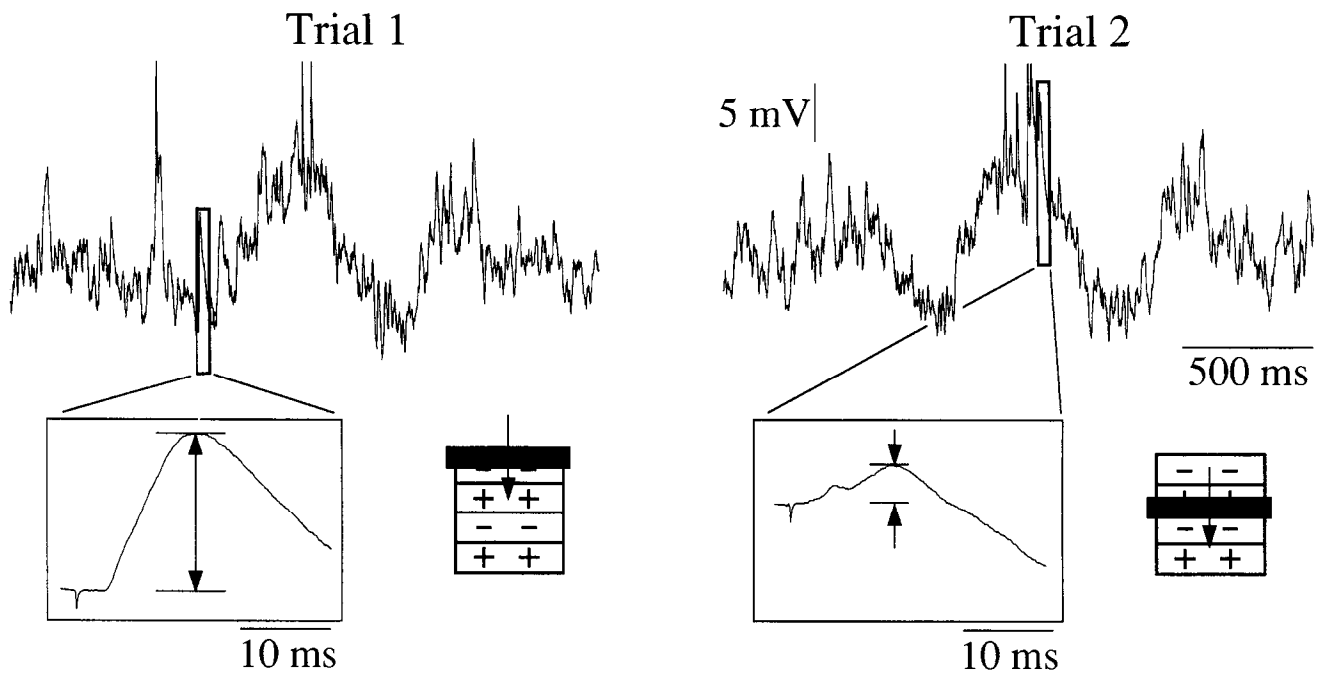 Trial 1
Trial 2
5 mV
500 ms
- -
+ +
- -
+ +
- -
- -
+ +
10 ms
10 ms